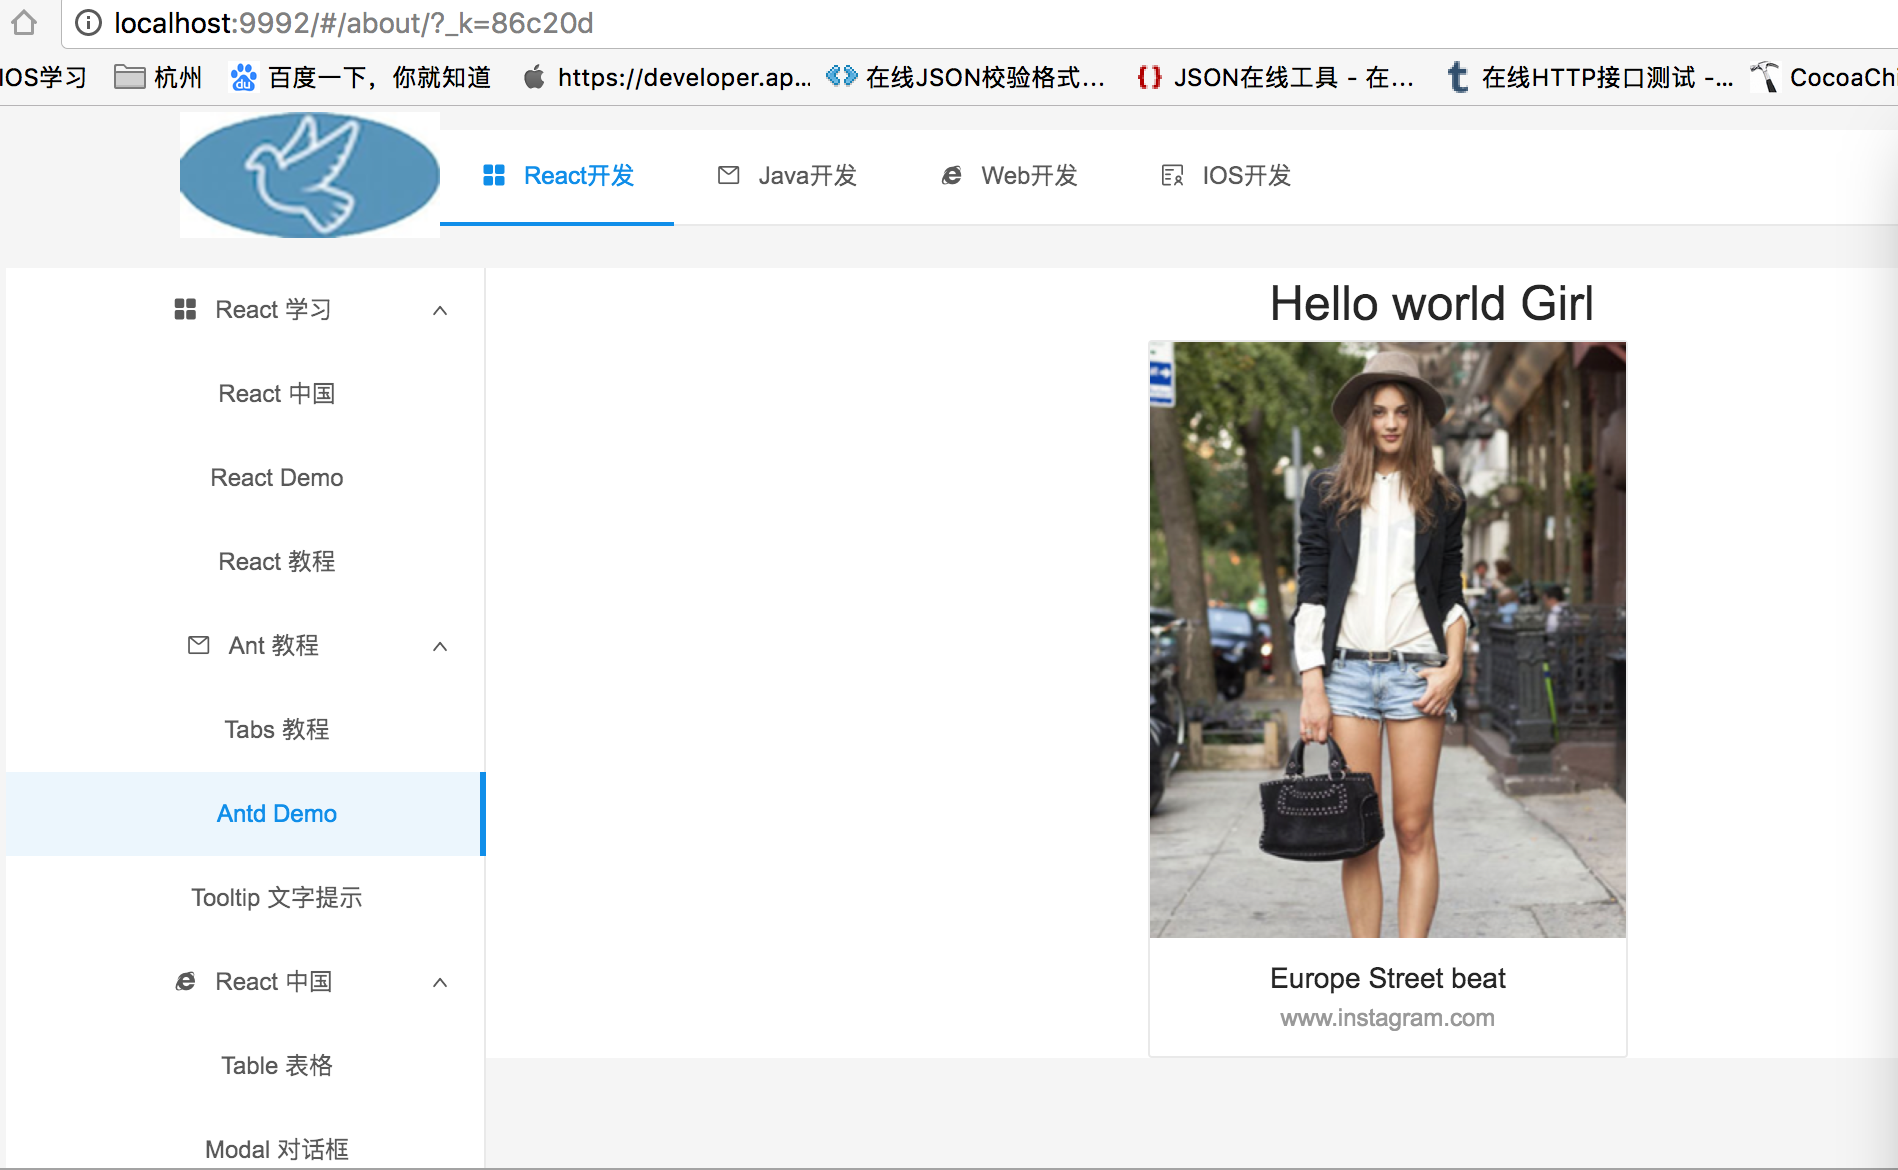 localhost:9992/#/about/?_k=86c20d
IOS学习 杭州 百度一下，你就知道 https://developer.ap... 在线JSON校验格式... JSON在线工具 - 在... 在线HTTP接口测试 -... CocoaChi
React开发 Java开发 Web开发 IOS开发
React 学习
React 中国
React Demo
React 教程
Ant 教程
Tabs 教程
Antd Demo
Tooltip 文字提示
React 中国
Table 表格
Modal 对话框
Hello world Girl
Europe Street beat
www.instagram.com